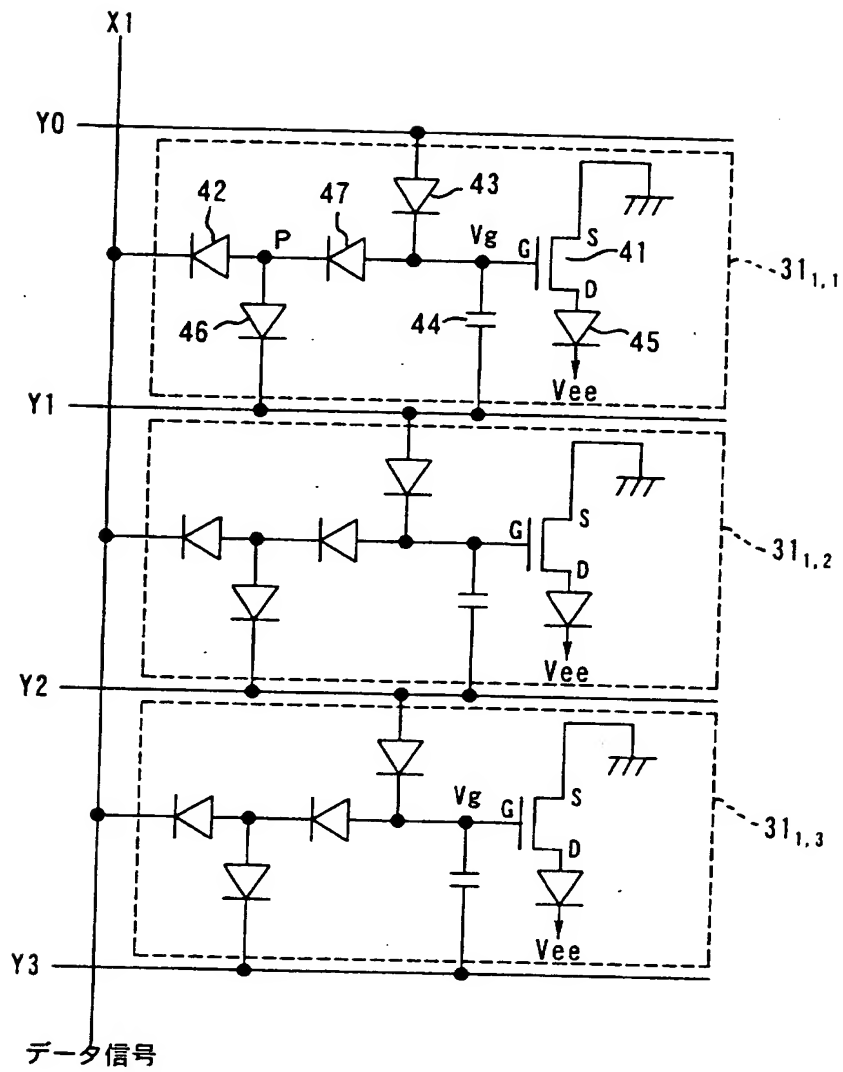 X1
Y0
42
47
43
P
Vg
G
S
41
D
46
44
45
Vee
31₁,₁
Y1
G
S
D
Vee
31₁,₂
Y2
Vg
G
S
D
Vee
31₁,₃
Y3
データ信号